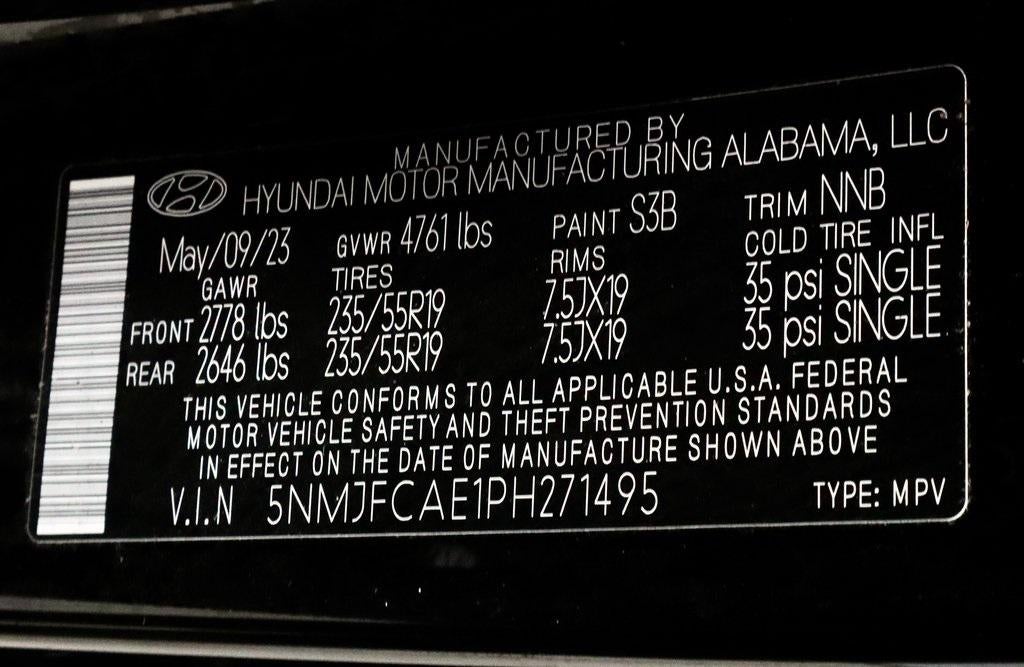 MANUFACTURED BY
HYUNDAI MOTOR MANUFACTURING ALABAMA, LLC
May/09/23 GVWR 4761 lbs PAINT S3B TRIM NNB
GAWR TIRES RIMS COLD TIRE INFL
FRONT 2778 lbs 235/55R19 7.5JX19 35 psi SINGLE
REAR 2646 lbs 235/55R19 7.5JX19 35 psi SINGLE
THIS VEHICLE CONFORMS TO ALL APPLICABLE U.S.A. FEDERAL
MOTOR VEHICLE SAFETY AND THEFT PREVENTION STANDARDS
IN EFFECT ON THE DATE OF MANUFACTURE SHOWN ABOVE
V.I.N 5NMJFCAE1PH271495 TYPE: MPV